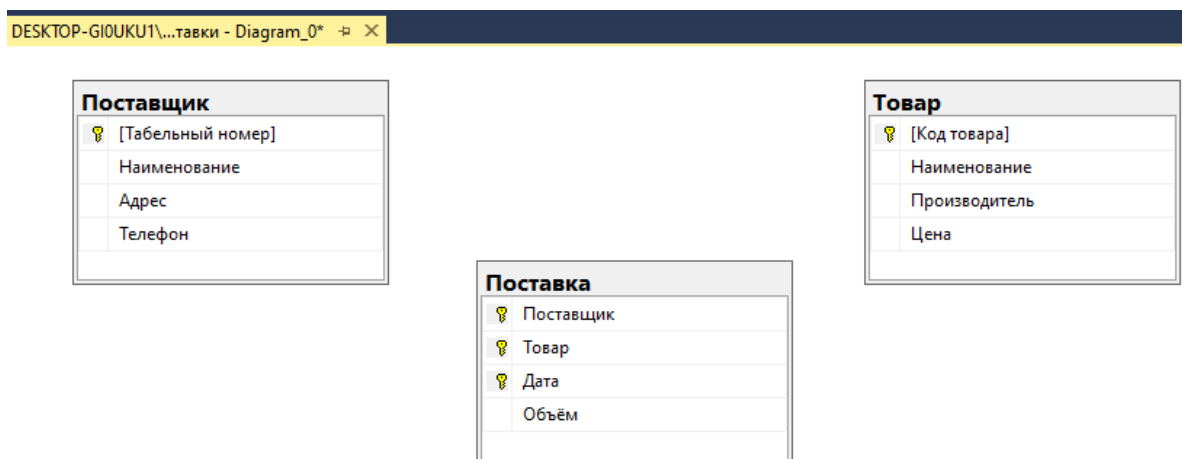 DESKTOP-GI0UKU1\...тавки - Diagram_0*
Поставщик
[Табельный номер]
Наименование
Адрес
Телефон
Товар
[Код товара]
Наименование
Производитель
Цена
Поставка
Поставщик
Товар
Дата
Объём